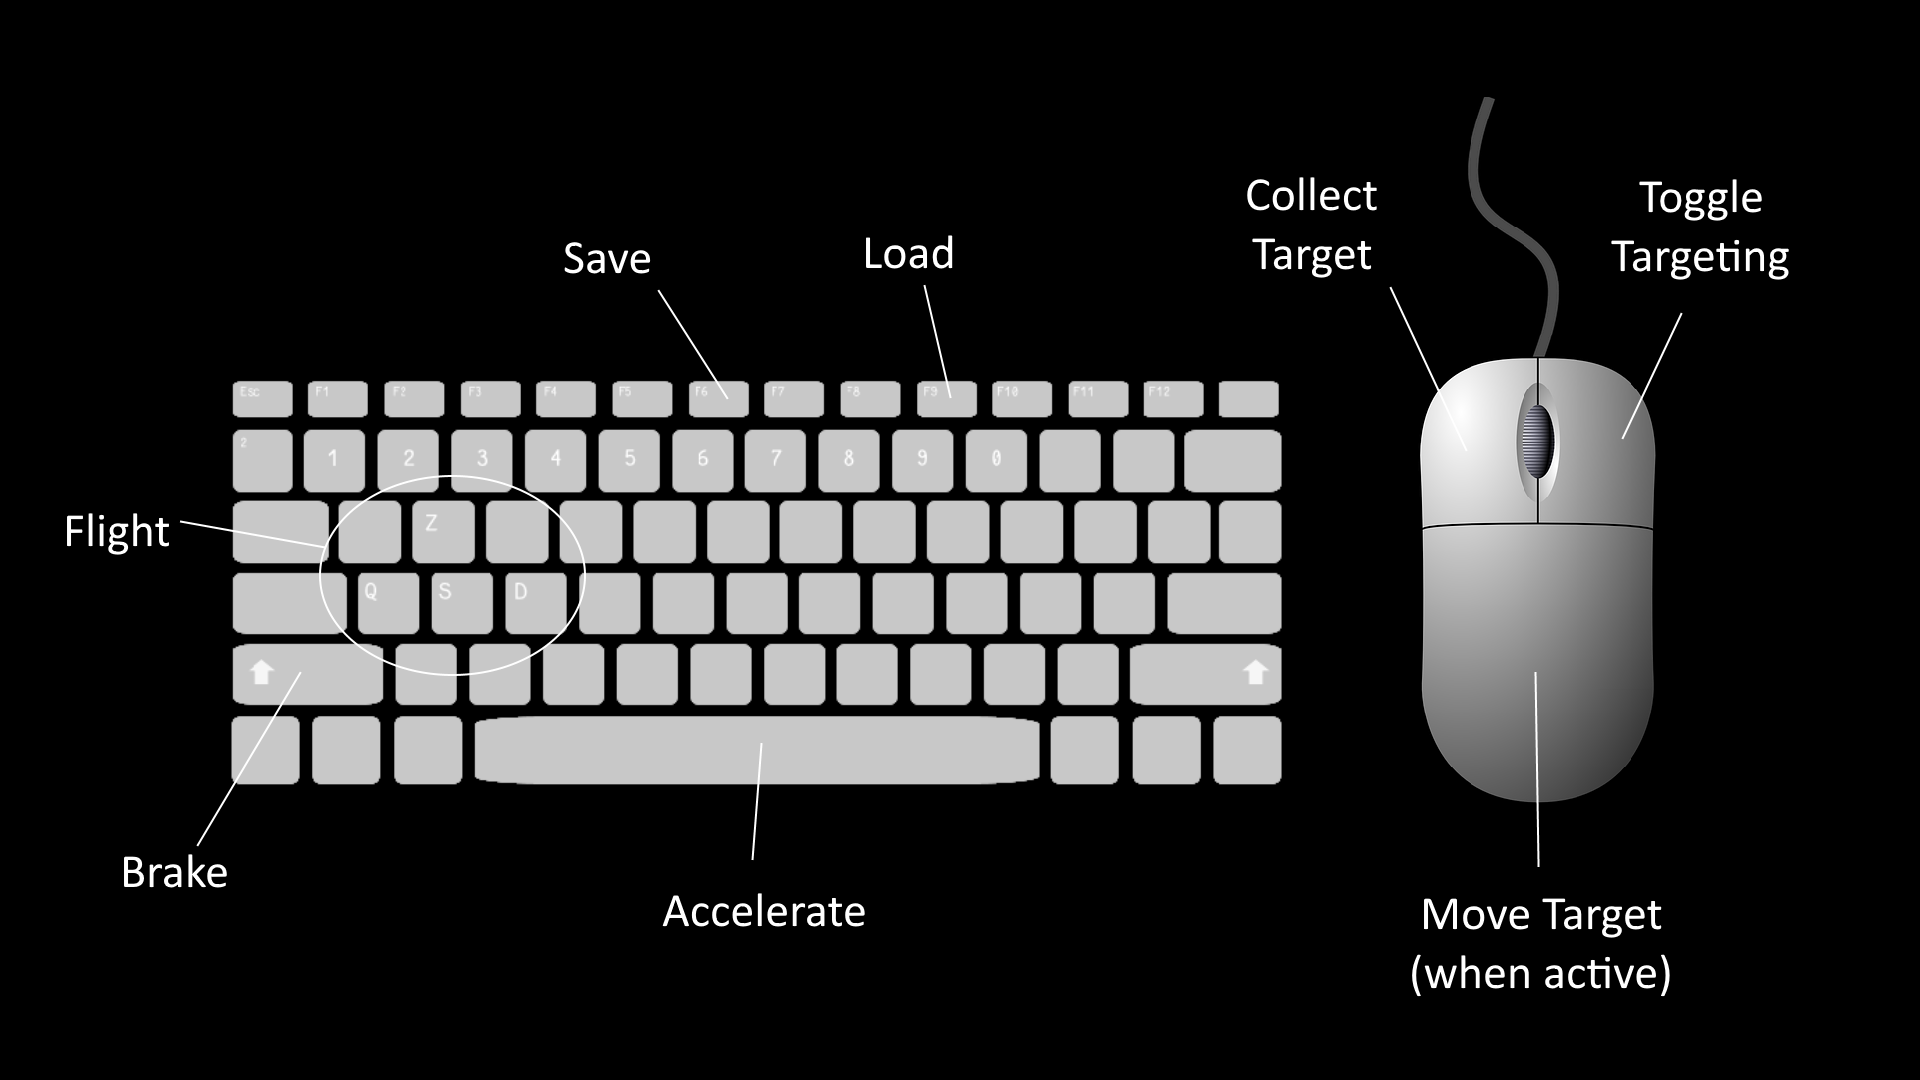 Collect
Target
Toggle
Targeting
Save
Load
Esc F1 F2 F3 F4 F5 F6 F7 F8 F9 F10 F11 F12
2 1 2 3 4 5 6 7 8 9 0
Flight
Z
Q S D
Brake
Accelerate
Move Target
(when active)